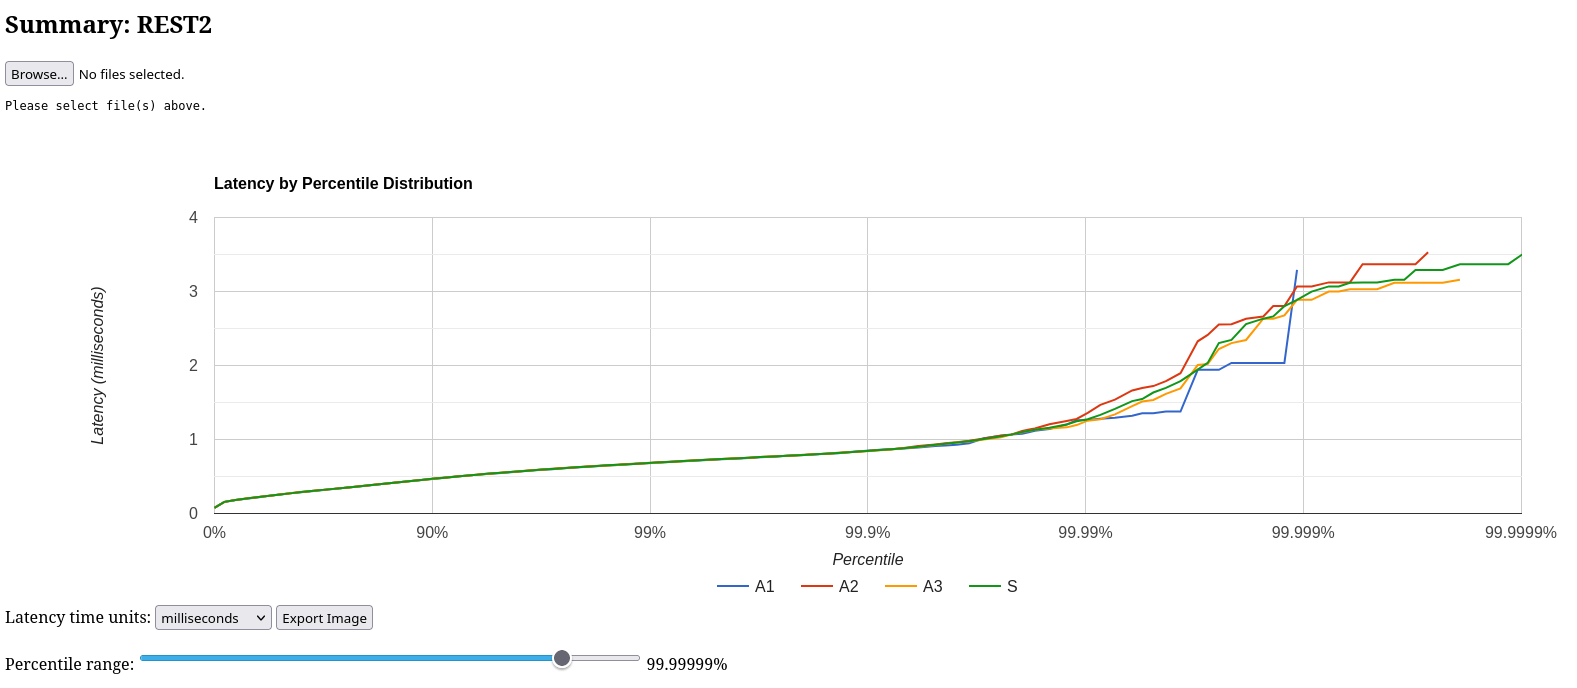 Summary: REST2
Browse... No files selected.
Please select file(s) above.
Latency by Percentile Distribution
4
3
2
1
0
Latency (milliseconds)
0% 90% 99% 99.9% 99.99% 99.999% 99.9999%
Percentile
A1 A2 A3 S
Latency time units: milliseconds Export Image
Percentile range: 99.99999%